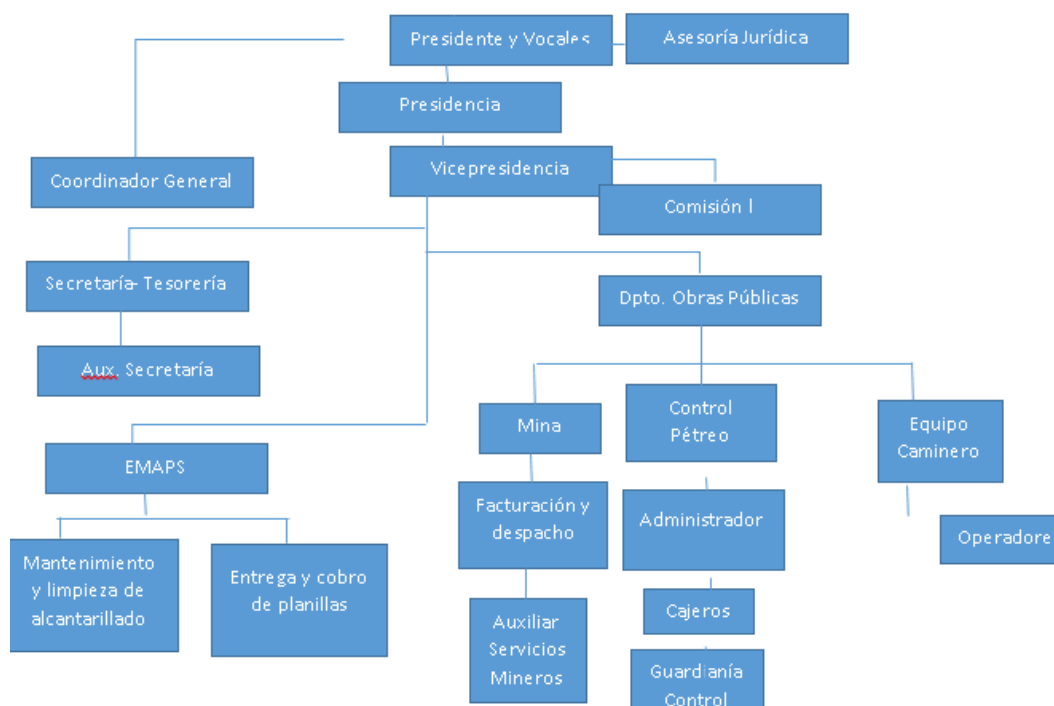 Presidente y Vocales
Asesoría Jurídica
Presidencia
Vicepresidencia
Coordinador General
Comisión I
Secretaría- Tesorería
Dpto. Obras Públicas
Aux. Secretaría
Mina
Control
Pétreo
Equipo
Caminero
EMAPS
Facturación y
despacho
Administrador
Operadore
Mantenimiento
y limpieza de
alcantarillado
Entrega y cobro
de planillas
Auxiliar
Servicios
Mineros
Cajeros
Guardianía
Control